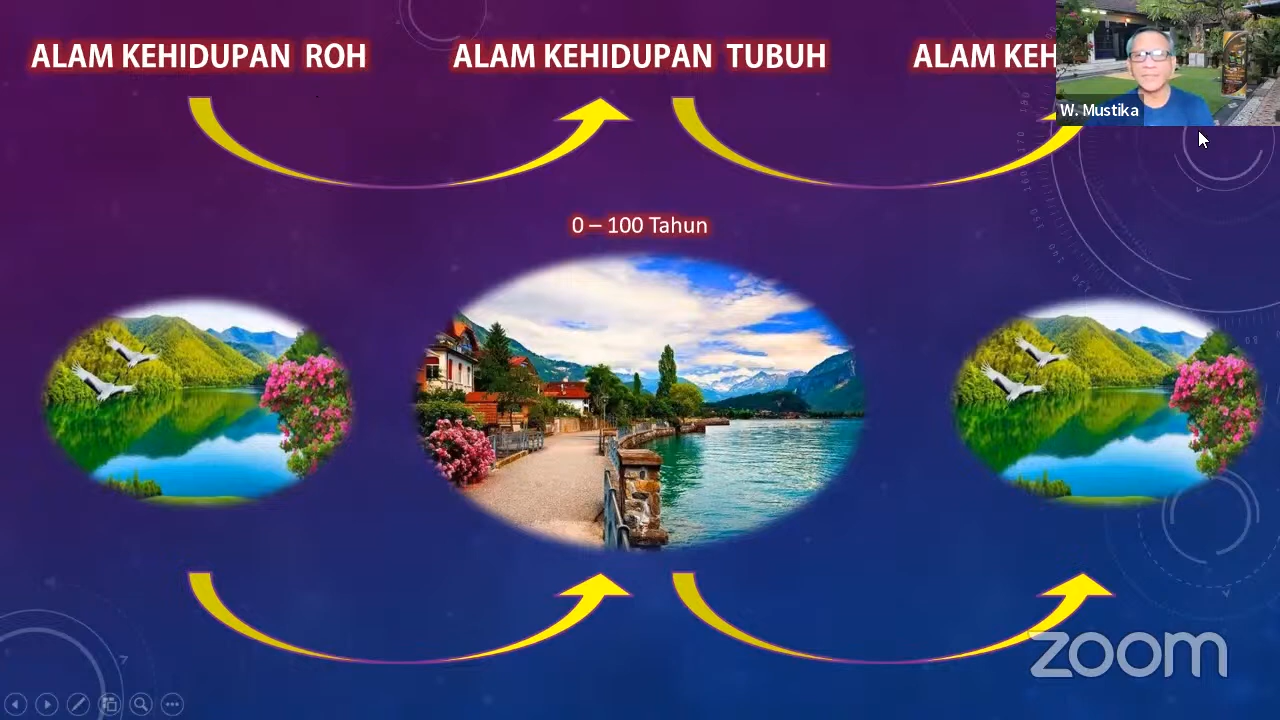 ALAM KEHIDUPAN ROH
ALAM KEHIDUPAN TUBUH
ALAM KEH
W. Mustika
0 – 100 Tahun
zoom